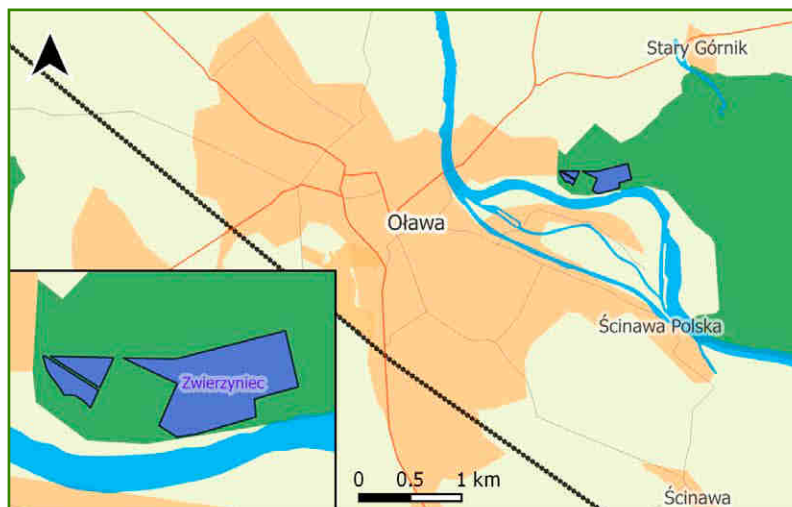 Stary Górnik
Oława
Ścinawa Polska
Zwierzyniec
0 0.5 1 km
Ścinawa